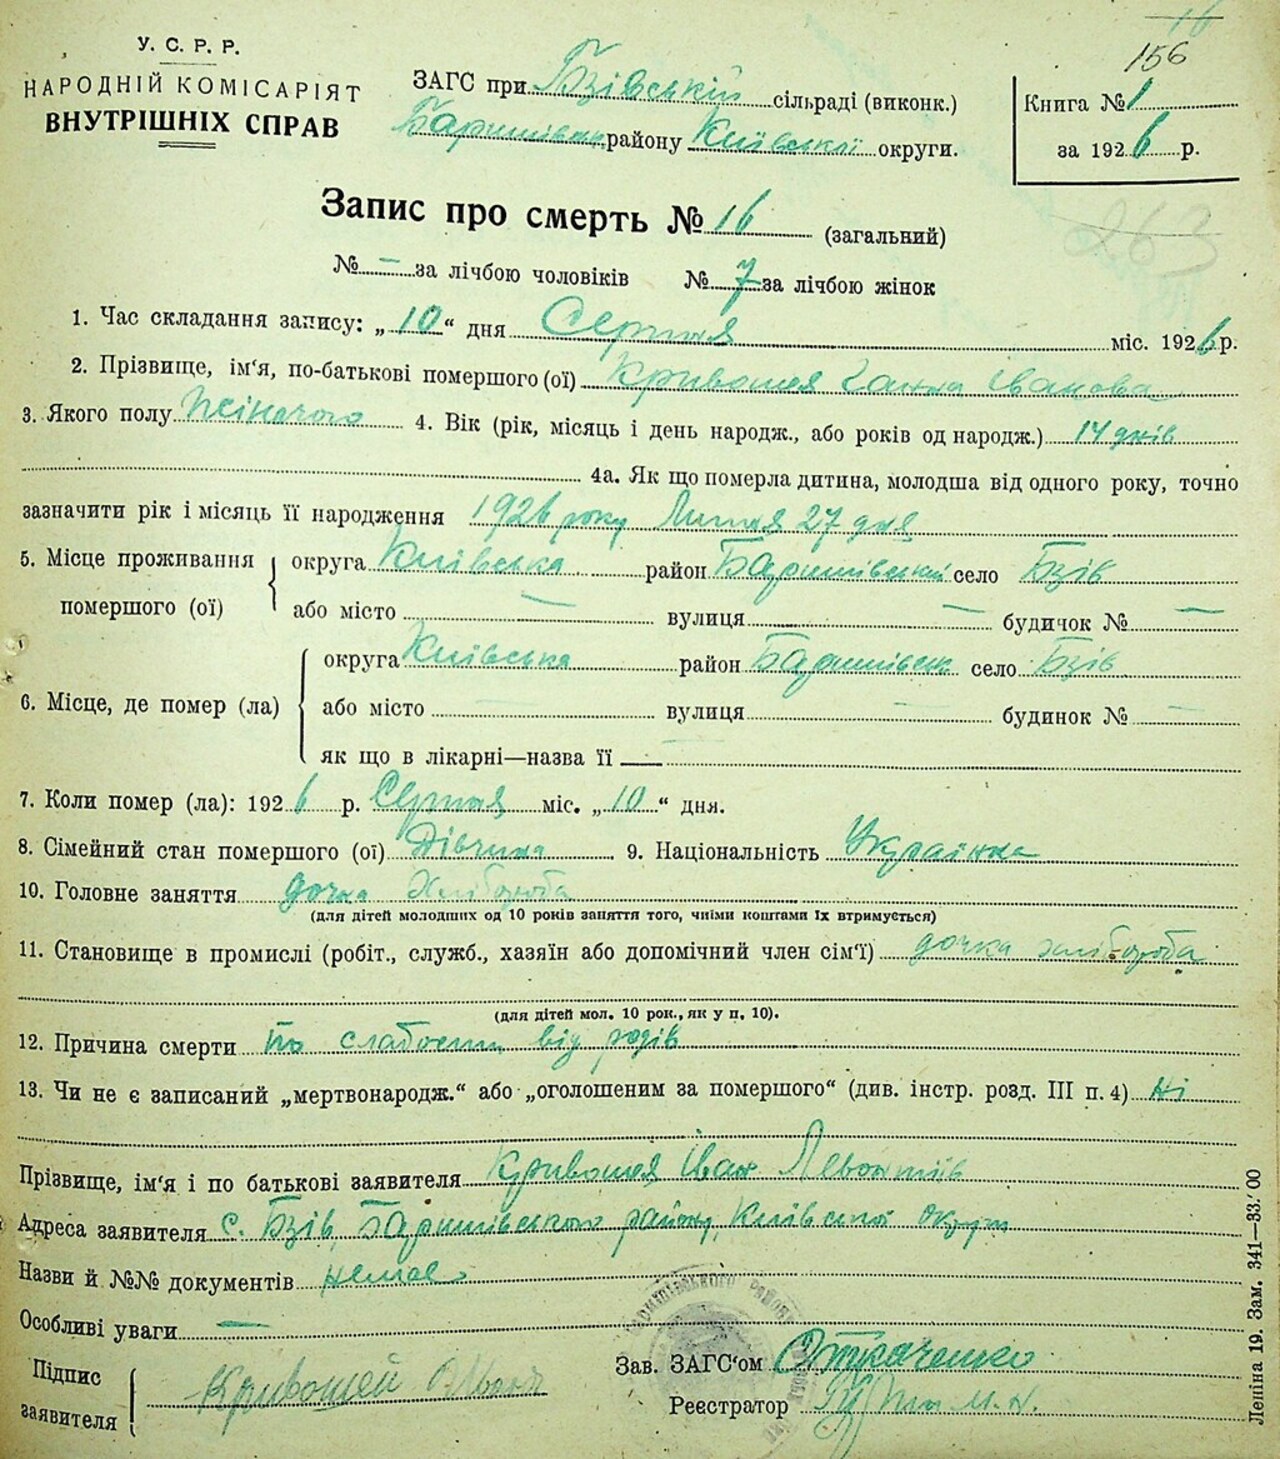 16
156
У. С. Р. Р.
НАРОДНІЙ КОМІСАРІЯТ
ВНУТРІШНІХ СПРАВ
ЗАГС при Бзівській сільраді (виконк.)
Баришівськ району Київської округи.
Книга № 1
за 1926 р.
263
Запис про смерть № 16 (загальний)
№ — за лічбою чоловіків № 7 за лічбою жінок
1. Час складання запису: „10“ дня Серпня міс. 1926 р.
2. Прізвище, ім‘я, по-батькові помершого (ої) Кривошея Ганна Іванова
3. Якого полу жіночого 4. Вік (рік, місяць і день народж., або років од народж.) 14 днів
4а. Як що померла дитина, молодша від одного року, точно
зазначити рік і місяць її народження 1926 року Липня 27 дня
5. Місце проживання помершого (ої) округа Київська район Баришівський село Бзів
або місто — вулиця — будичок № —
6. Місце, де помер (ла) округа Київська район Баришівськ село Бзів
або місто — вулиця — будинок № —
як що в лікарні—назва її —
7. Коли помер (ла): 1926 р. Серпня міс. „10“ дня.
8. Сімейний стан помершого (ої) Дівчина 9. Національність Українка
10. Головне заняття дочка Хлібороба
(для дітей молодших од 10 років заняття того, чиїми коштами їх втримується)
11. Становище в промислі (робіт., служб., хазяїн або допомічний член сім‘ї) дочка хлібороба
(для дітей мол. 10 рок., як у п. 10).
12. Причина смерти по слабости від родів
13. Чи не є записаний „мертвонародж.“ або „оголошеним за помершого“ (див. інстр. розд. III п. 4) ні
Прізвище, ім‘я і по батькові заявителя Кривошея Іван Левонтіїв
Адреса заявителя с. Бзів, Баришівського району, Київської округи
Назви й №№ документів немає
Особливі уваги —
Підпис заявителя Кривошей
Зав. ЗАГС‘ом Ткаченко
Реєстратор
Леніна 19. Зам. 341—83.‘00